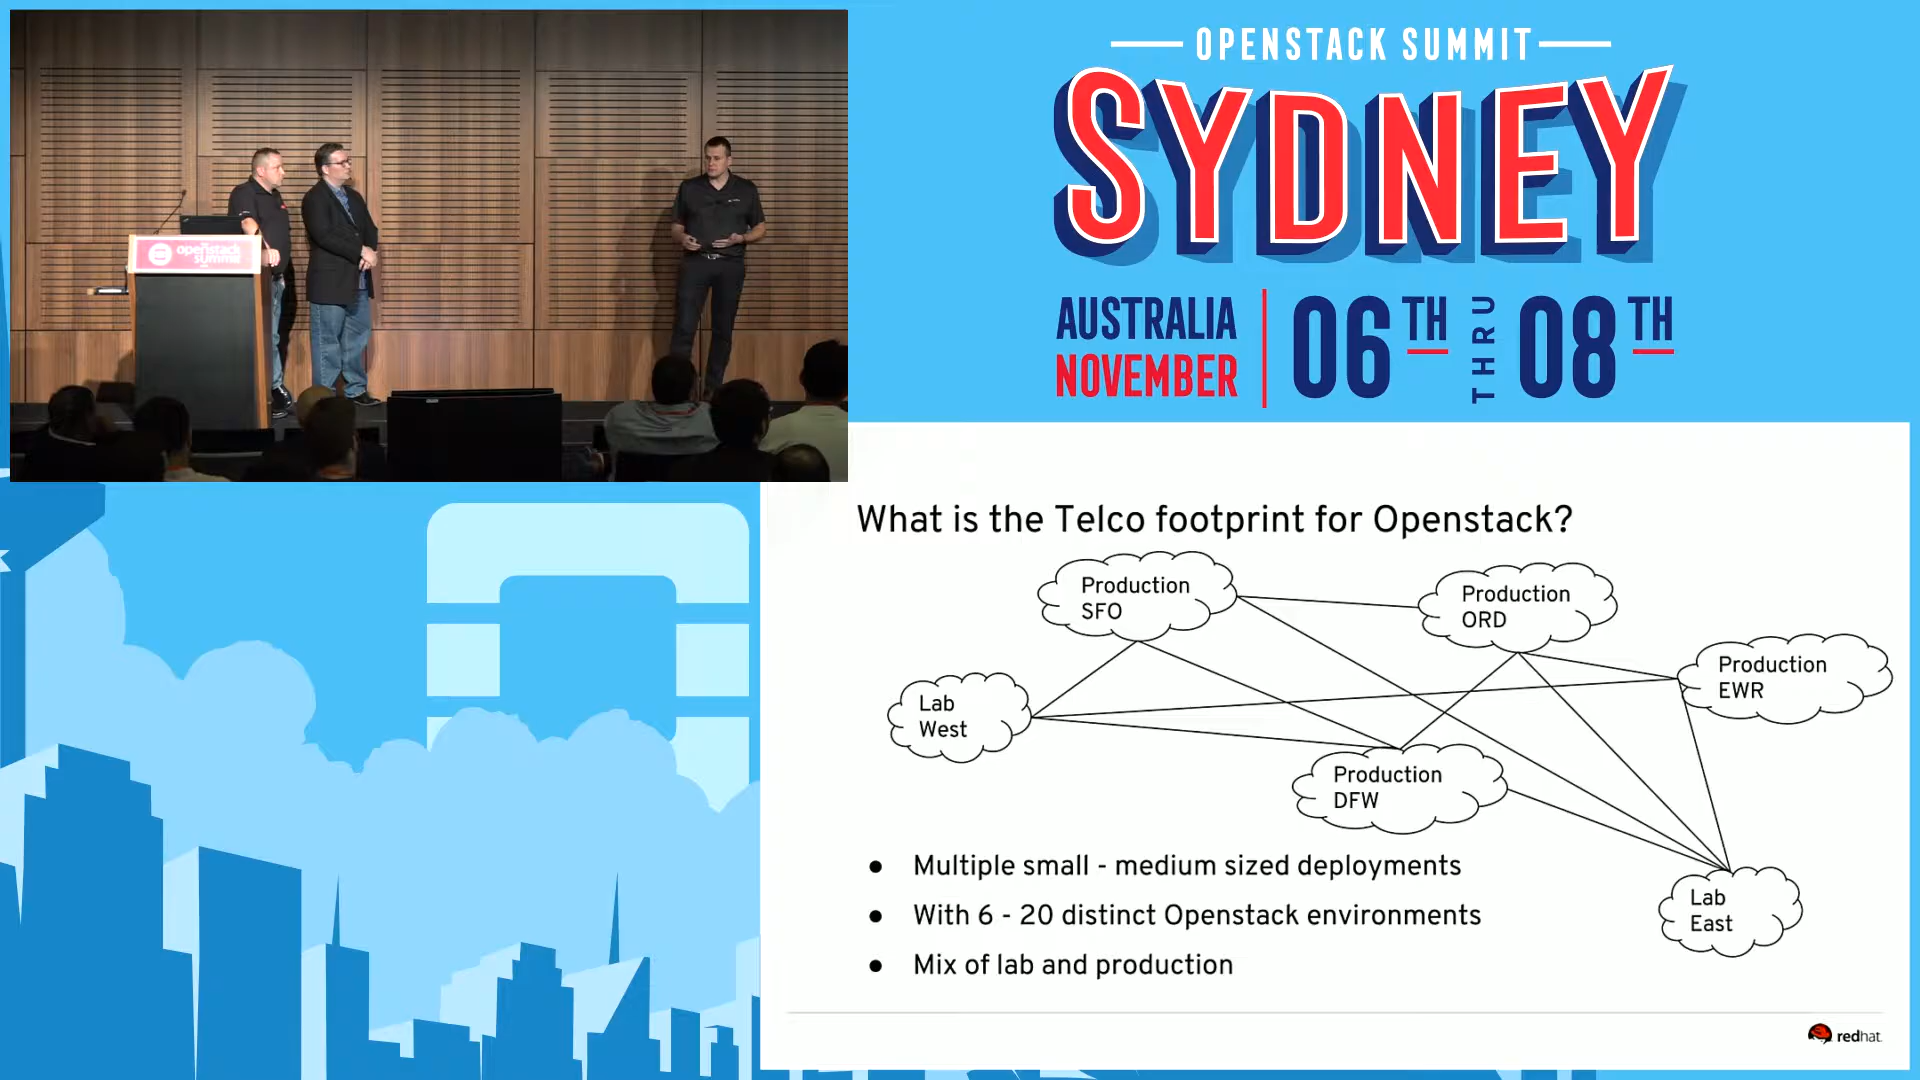 openstack
summit
OPENSTACK SUMMIT
SYDNEY
AUSTRALIA
NOVEMBER
06TH
THRU
08TH
What is the Telco footprint for Openstack?
Production
SFO
Production
ORD
Production
EWR
Lab
West
Production
DFW
Lab
East
● Multiple small - medium sized deployments
● With 6 - 20 distinct Openstack environments
● Mix of lab and production
redhat.